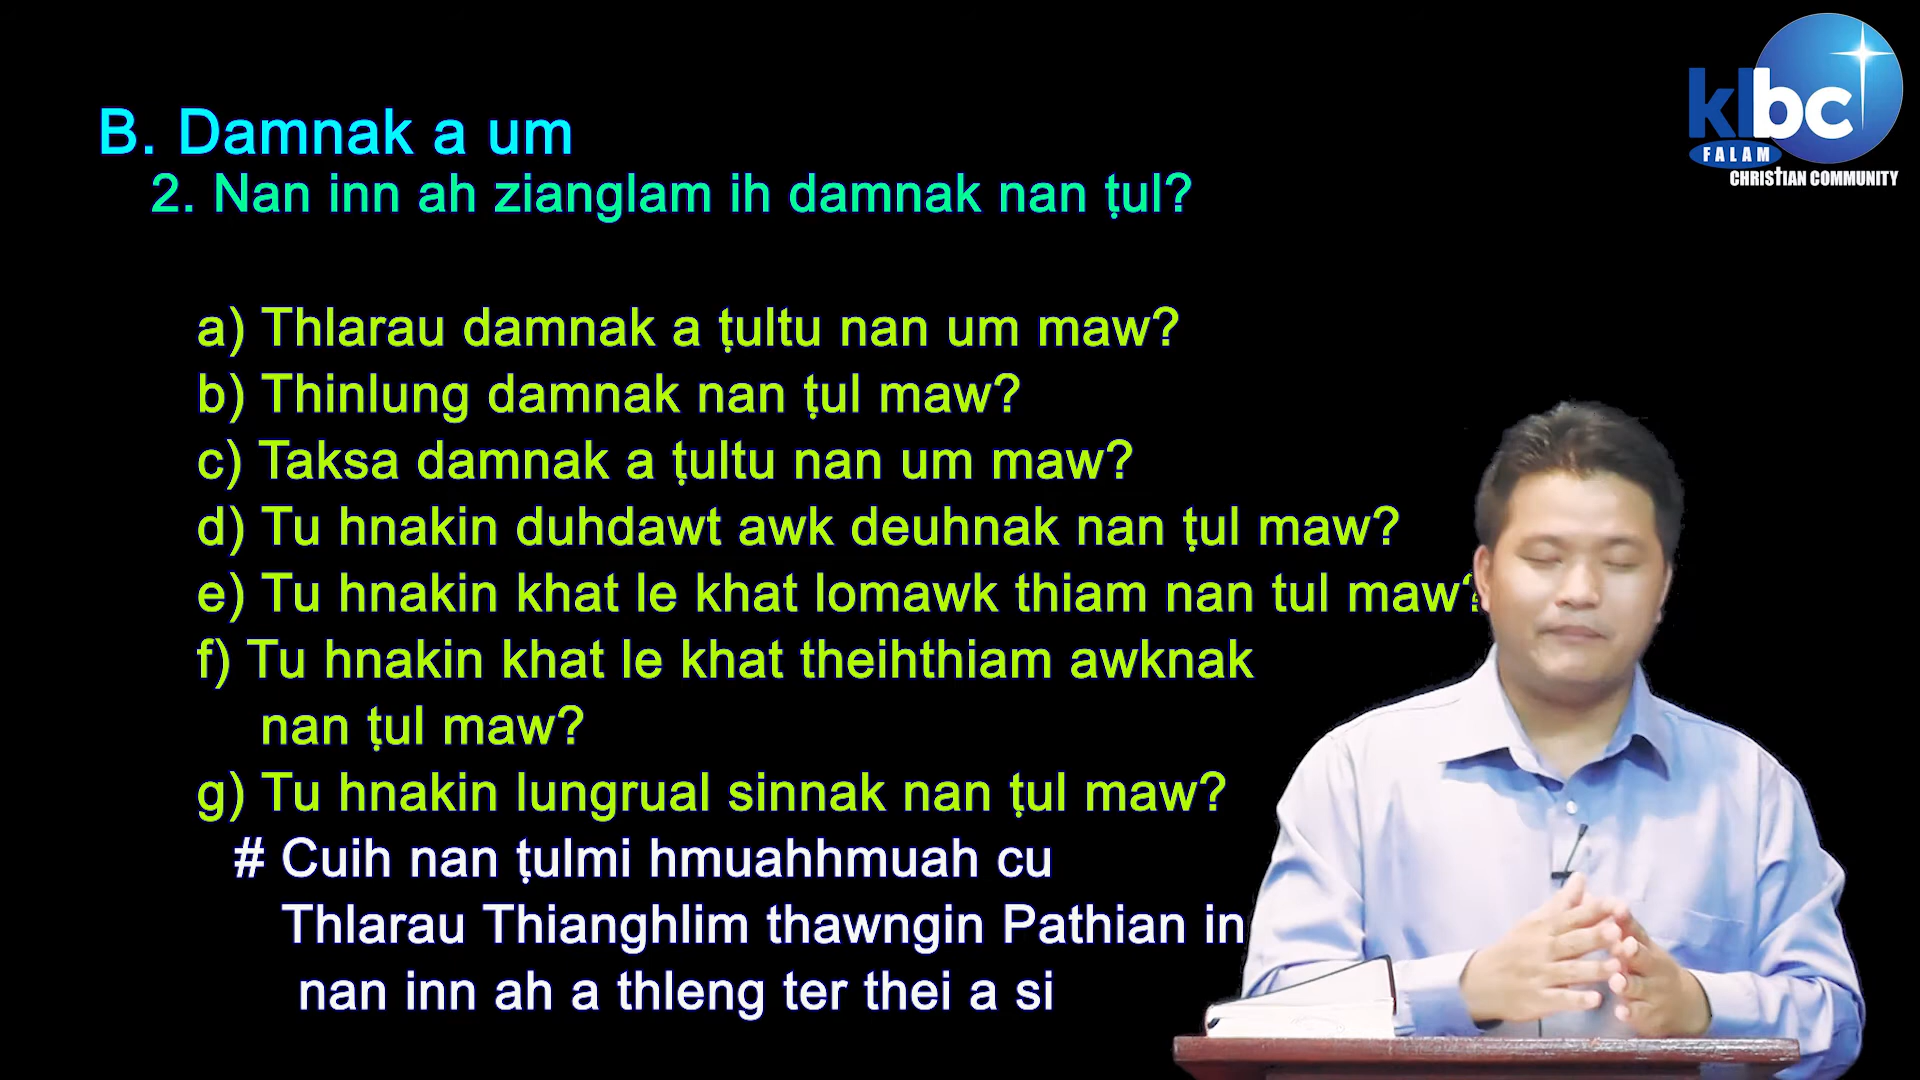 klbc
FALAM
CHRISTIAN COMMUNITY
B. Damnak a um
2. Nan inn ah zianglam ih damnak nan ṭul?
a) Thlarau damnak a ṭultu nan um maw?
b) Thinlung damnak nan ṭul maw?
c) Taksa damnak a ṭultu nan um maw?
d) Tu hnakin duhdawt awk deuhnak nan ṭul maw?
e) Tu hnakin khat le khat lomawk thiam nan tul maw?
f) Tu hnakin khat le khat theihthiam awknak
nan ṭul maw?
g) Tu hnakin lungrual sinnak nan ṭul maw?
# Cuih nan ṭulmi hmuahhmuah cu
Thlarau Thianghlim thawngin Pathian in
nan inn ah a thleng ter thei a si